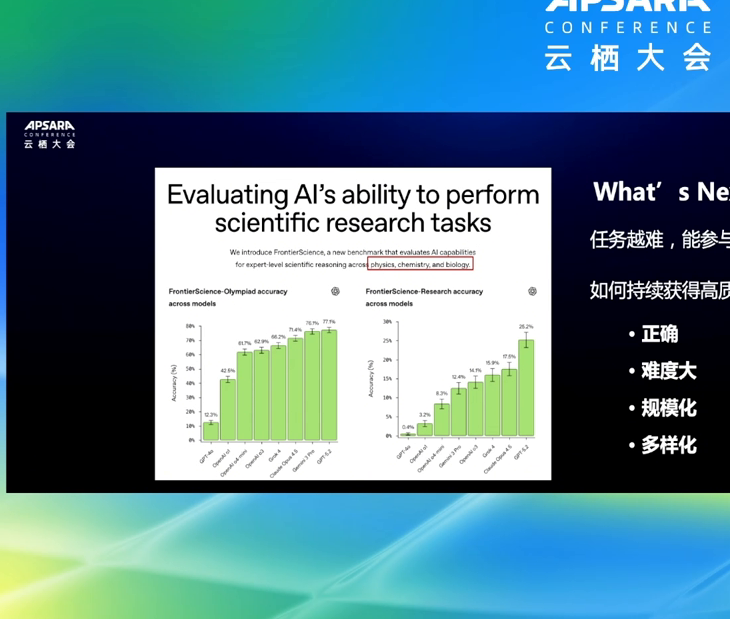 APSARA
CONFERENCE
云栖大会
APSARA
CONFERENCE
云栖大会
Evaluating AI's ability to perform
scientific research tasks
We introduce FrontierScience, a new benchmark that evaluates AI capabilities
for expert-level scientific reasoning across physics, chemistry, and biology.
FrontierScience-Olympiad accuracy
across models
Accuracy (%)
80%
70%
60%
50%
40%
30%
20%
10%
0%
12.3%
42.5%
61.7%
62.9%
66.2%
71.4%
76.1%
77.1%
GPT-4o
OpenAI o1
OpenAI o4-mini
OpenAI o3
Grok 4
Claude Opus 4.5
Gemini 3 Pro
GPT-5.2
FrontierScience-Research accuracy
across models
Accuracy (%)
30%
25%
20%
15%
10%
5%
0%
0.4%
3.2%
8.3%
12.4%
14.1%
15.9%
17.5%
25.2%
GPT-4o
OpenAI o1
OpenAI o4-mini
Gemini 3 Pro
OpenAI o3
Grok 4
Claude Opus 4.5
GPT-5.2
What's Ne
任务越难，能参与
如何持续获得高质
• 正确
• 难度大
• 规模化
• 多样化